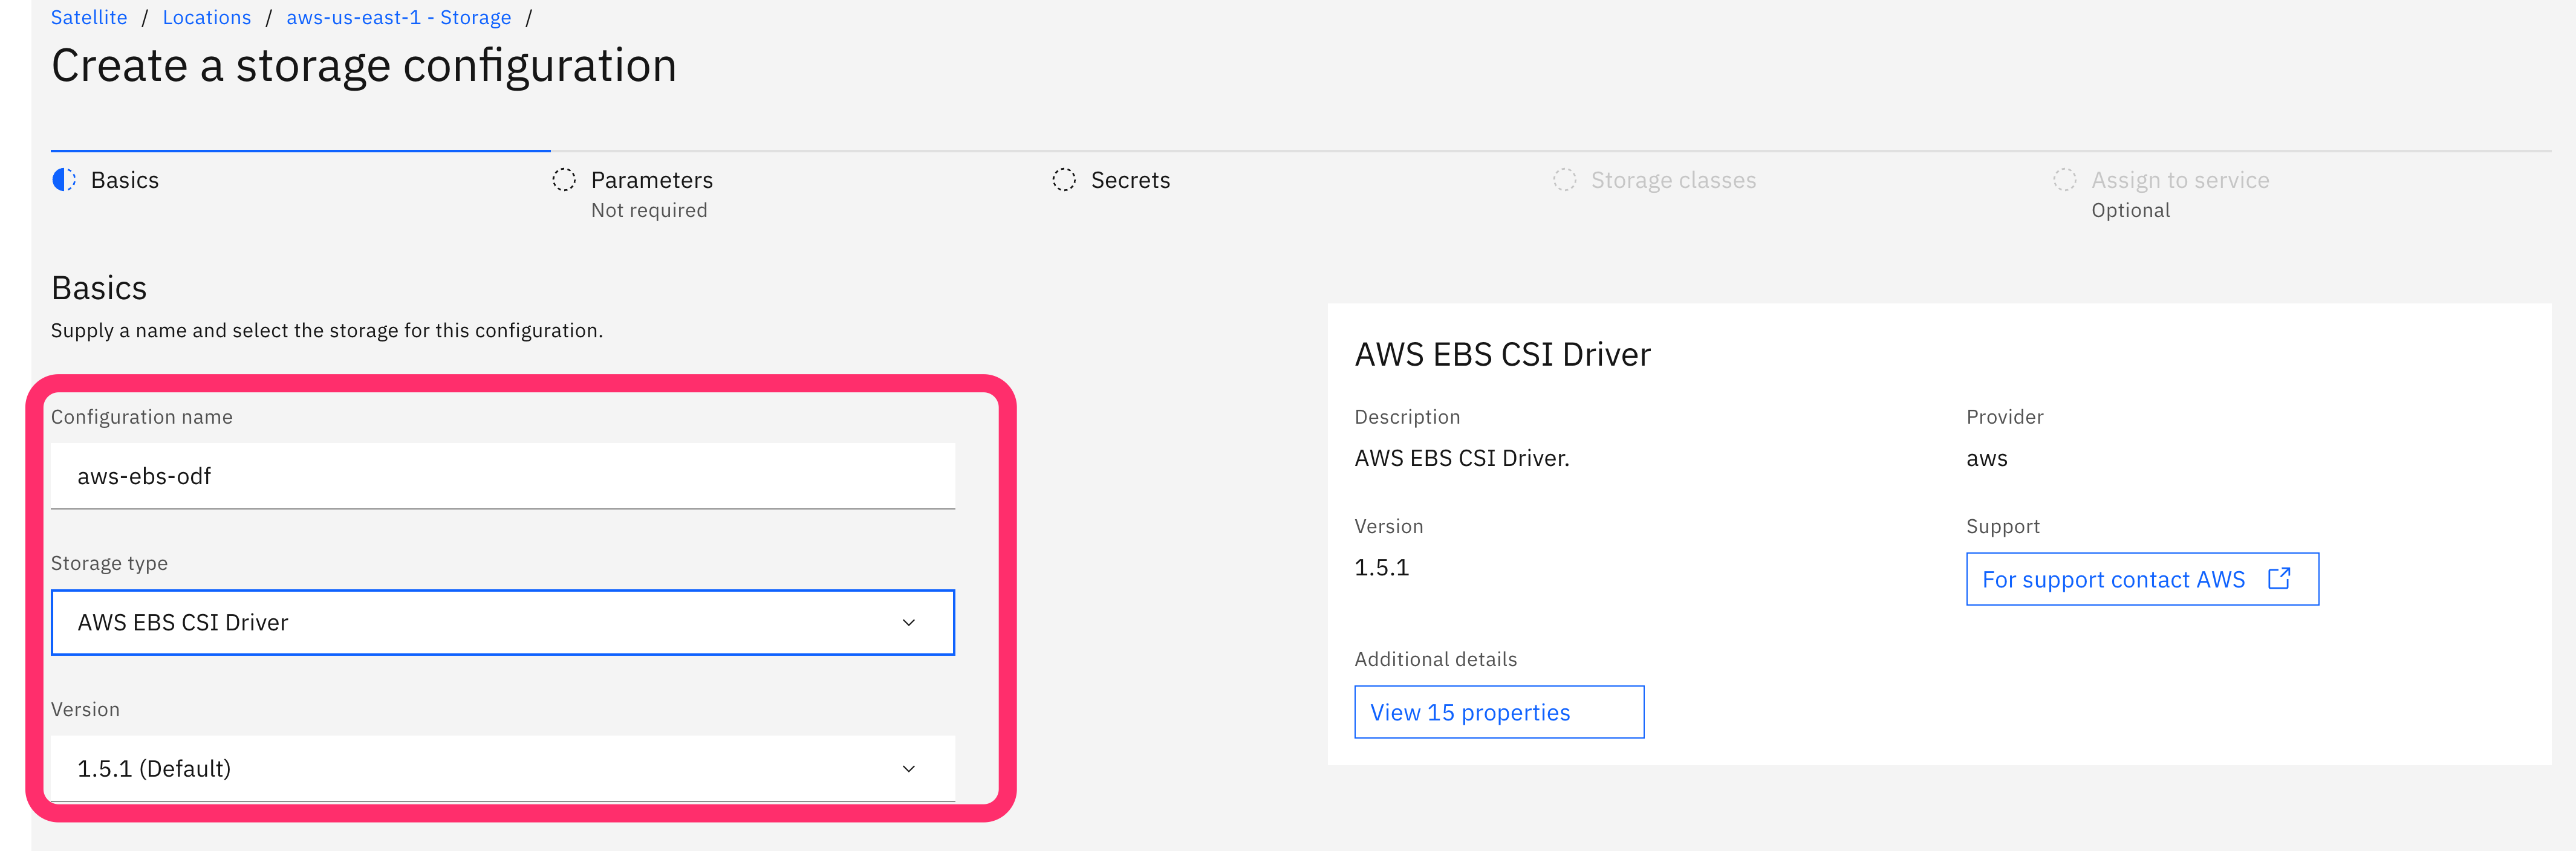 Satellite / Locations / aws-us-east-1 - Storage /
Create a storage configuration
Basics
Parameters
Not required
Secrets
Storage classes
Assign to service
Optional
Basics
Supply a name and select the storage for this configuration.
Configuration name
aws-ebs-odf
Storage type
AWS EBS CSI Driver
Version
1.5.1 (Default)
AWS EBS CSI Driver
Description
AWS EBS CSI Driver.
Provider
aws
Version
1.5.1
Support
For support contact AWS
Additional details
View 15 properties